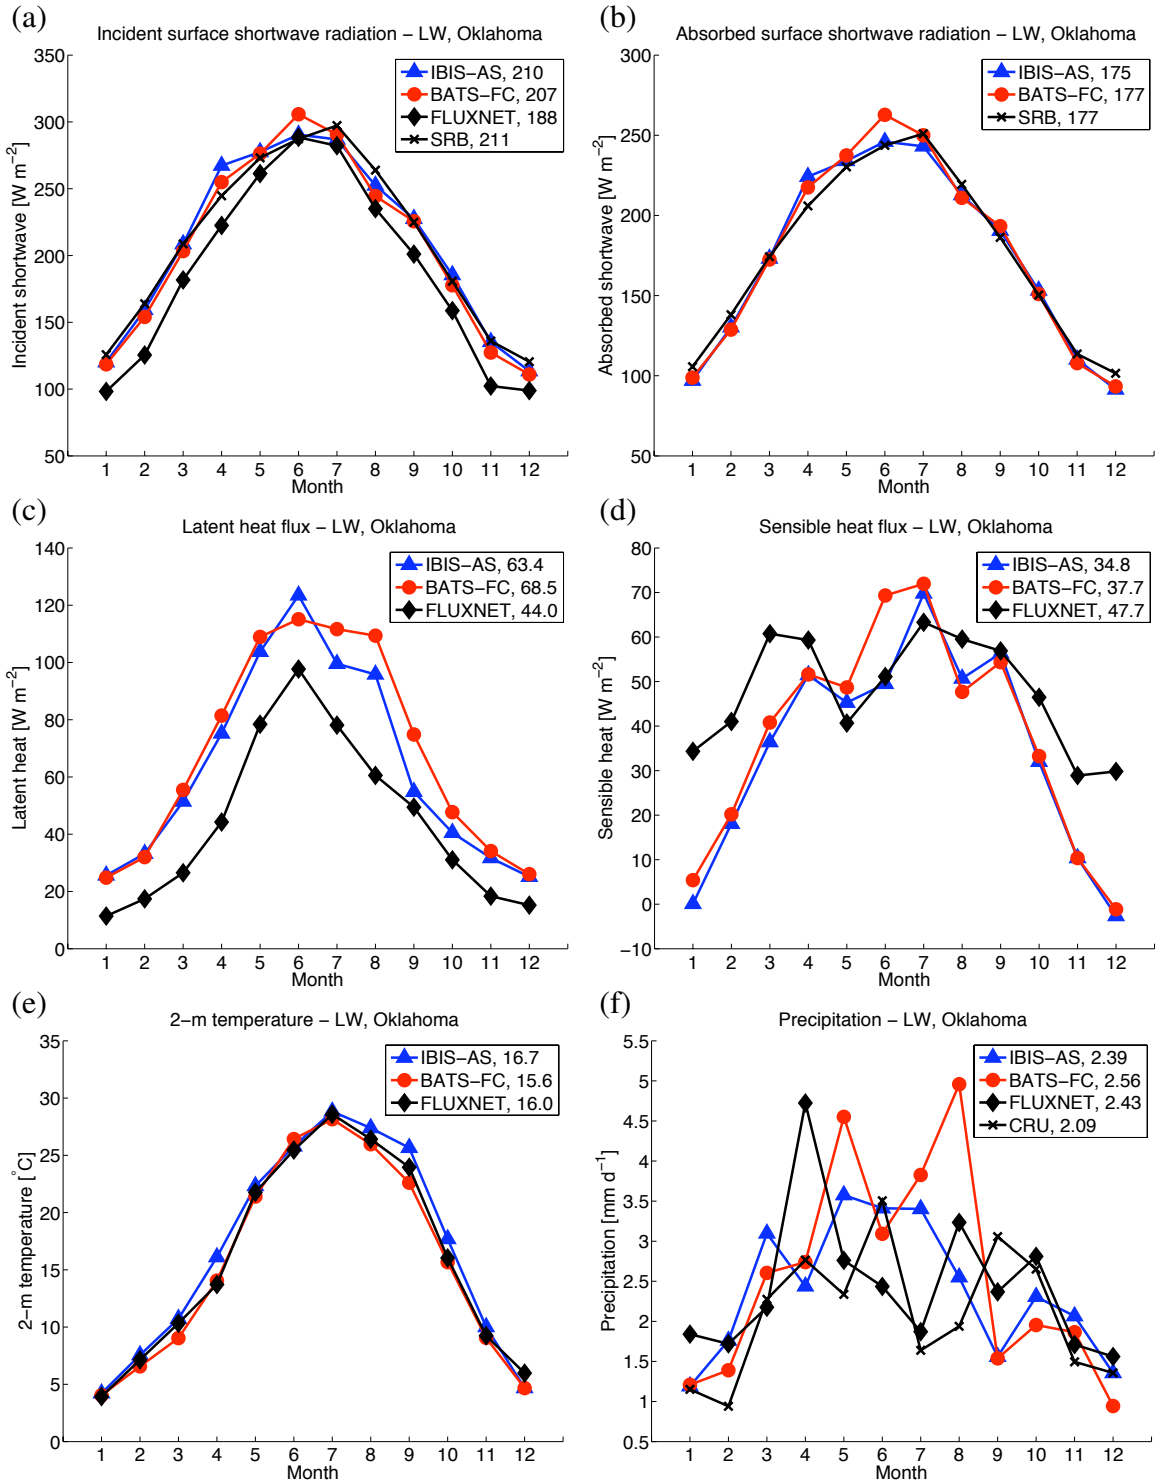 (a)
Incident surface shortwave radiation – LW, Oklahoma
350
300
250
200
150
100
50
Incident shortwave [W m⁻²]
IBIS−AS, 210
BATS−FC, 207
FLUXNET, 188
SRB, 211
1 2 3 4 5 6 7 8 9 10 11 12
Month
(b)
Absorbed surface shortwave radiation – LW, Oklahoma
300
250
200
150
100
50
Absorbed shortwave [W m⁻²]
IBIS−AS, 175
BATS−FC, 177
SRB, 177
1 2 3 4 5 6 7 8 9 10 11 12
Month
(c)
Latent heat flux – LW, Oklahoma
140
120
100
80
60
40
20
0
Latent heat [W m⁻²]
IBIS−AS, 63.4
BATS−FC, 68.5
FLUXNET, 44.0
1 2 3 4 5 6 7 8 9 10 11 12
Month
(d)
Sensible heat flux – LW, Oklahoma
80
70
60
50
40
30
20
10
0
−10
Sensible heat [W m⁻²]
IBIS−AS, 34.8
BATS−FC, 37.7
FLUXNET, 47.7
1 2 3 4 5 6 7 8 9 10 11 12
Month
(e)
2−m temperature – LW, Oklahoma
35
30
25
20
15
10
5
0
2−m temperature [°C]
IBIS−AS, 16.7
BATS−FC, 15.6
FLUXNET, 16.0
1 2 3 4 5 6 7 8 9 10 11 12
Month
(f)
Precipitation – LW, Oklahoma
5.5
5
4.5
4
3.5
3
2.5
2
1.5
1
0.5
Precipitation [mm d⁻¹]
IBIS−AS, 2.39
BATS−FC, 2.56
FLUXNET, 2.43
CRU, 2.09
1 2 3 4 5 6 7 8 9 10 11 12
Month